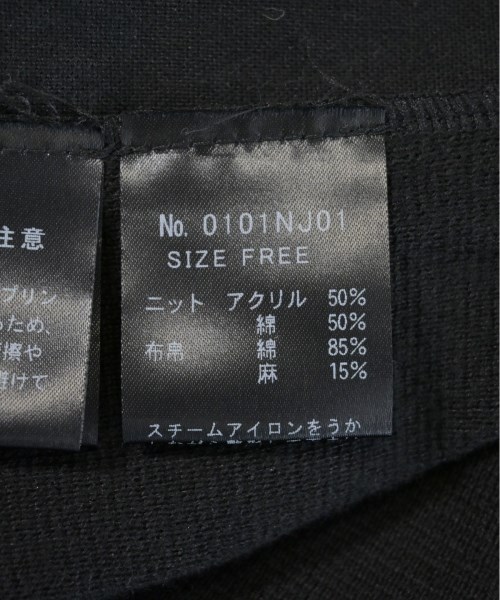 注意
プリン
るため、
擦や
避けて
No. 0101NJ01
SIZE FREE
ニット アクリル 50%
綿 50%
布帛 綿 85%
麻 15%
スチームアイロンをうか